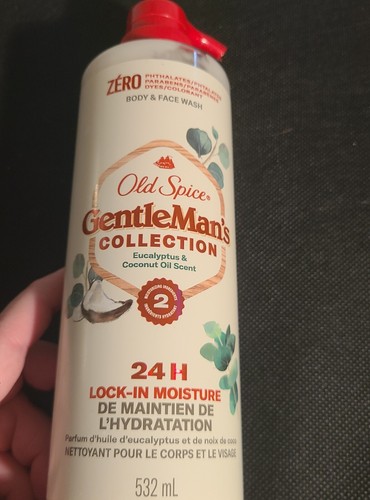 ZÉRO PHTHALATES/PHTALATES
PARABENS/PARABÈNES
DYES/COLORANT
BODY & FACE WASH
Old Spice®
GentleMan's
COLLECTION
Eucalyptus &
Coconut Oil Scent
2
24H
LOCK-IN MOISTURE
DE MAINTIEN DE
L'HYDRATATION
Parfum d'huile d'eucalyptus et de noix de coco
NETTOYANT POUR LE CORPS ET LE VISAGE
532 mL